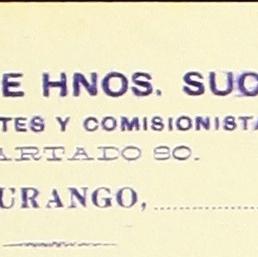 E HNOS. SUC
TES Y COMISIONISTA
ARTADO 80.
URANGO,